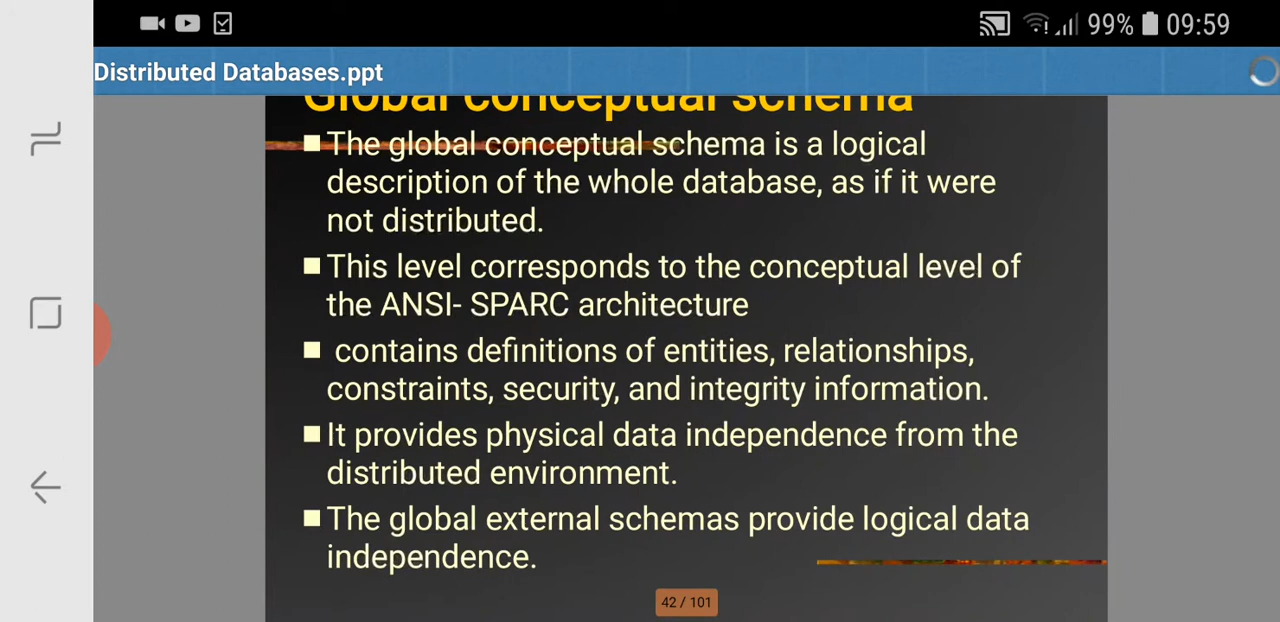 99% 09:59
Distributed Databases.ppt
Global conceptual schema
■ The global conceptual schema is a logical
description of the whole database, as if it were
not distributed.
■ This level corresponds to the conceptual level of
the ANSI- SPARC architecture
■ contains definitions of entities, relationships,
constraints, security, and integrity information.
■ It provides physical data independence from the
distributed environment.
■ The global external schemas provide logical data
independence.
42 / 101